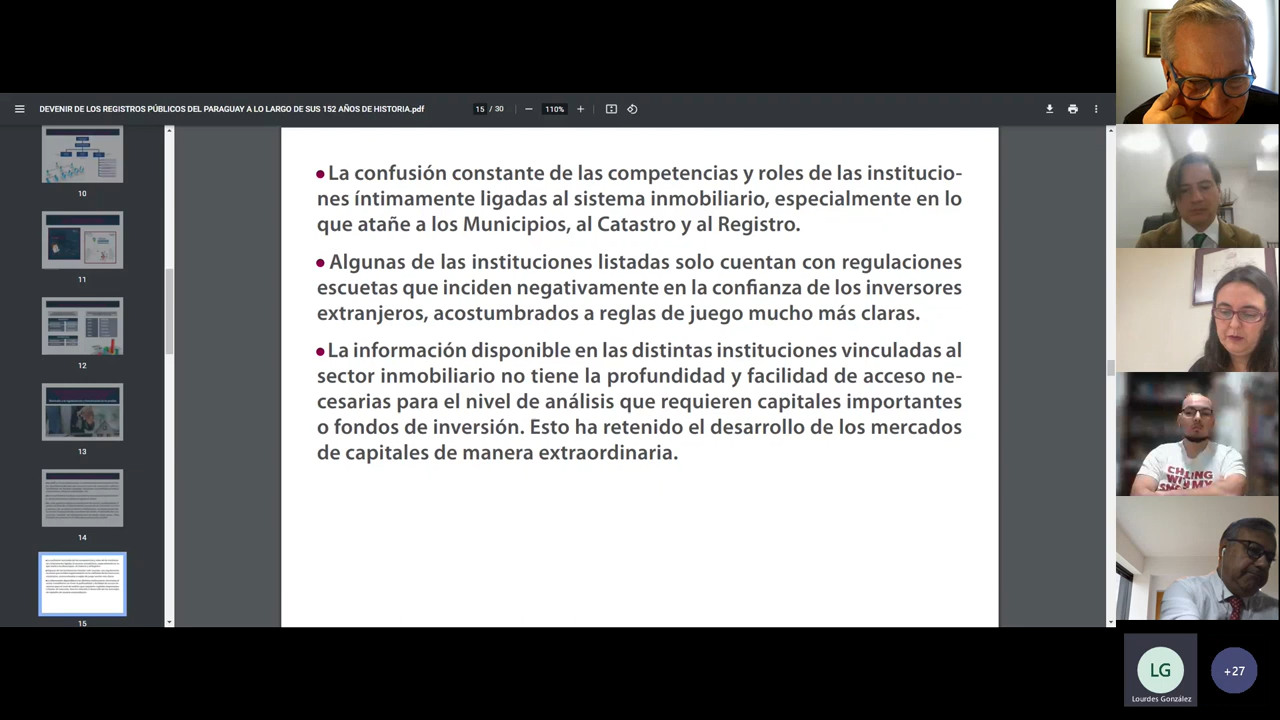 DEVENIR DE LOS REGISTROS PÚBLICOS DEL PARAGUAY A LO LARGO DE SUS 152 AÑOS DE HISTORIA.pdf
15 / 30
110%
10
11
12
13
14
15
• La confusión constante de las competencias y roles de las institucio-
nes íntimamente ligadas al sistema inmobiliario, especialmente en lo
que atañe a los Municipios, al Catastro y al Registro.
• Algunas de las instituciones listadas solo cuentan con regulaciones
escuetas que inciden negativamente en la confianza de los inversores
extranjeros, acostumbrados a reglas de juego mucho más claras.
• La información disponible en las distintas instituciones vinculadas al
sector inmobiliario no tiene la profundidad y facilidad de acceso ne-
cesarias para el nivel de análisis que requieren capitales importantes
o fondos de inversión. Esto ha retenido el desarrollo de los mercados
de capitales de manera extraordinaria.
LG
Lourdes González
+27